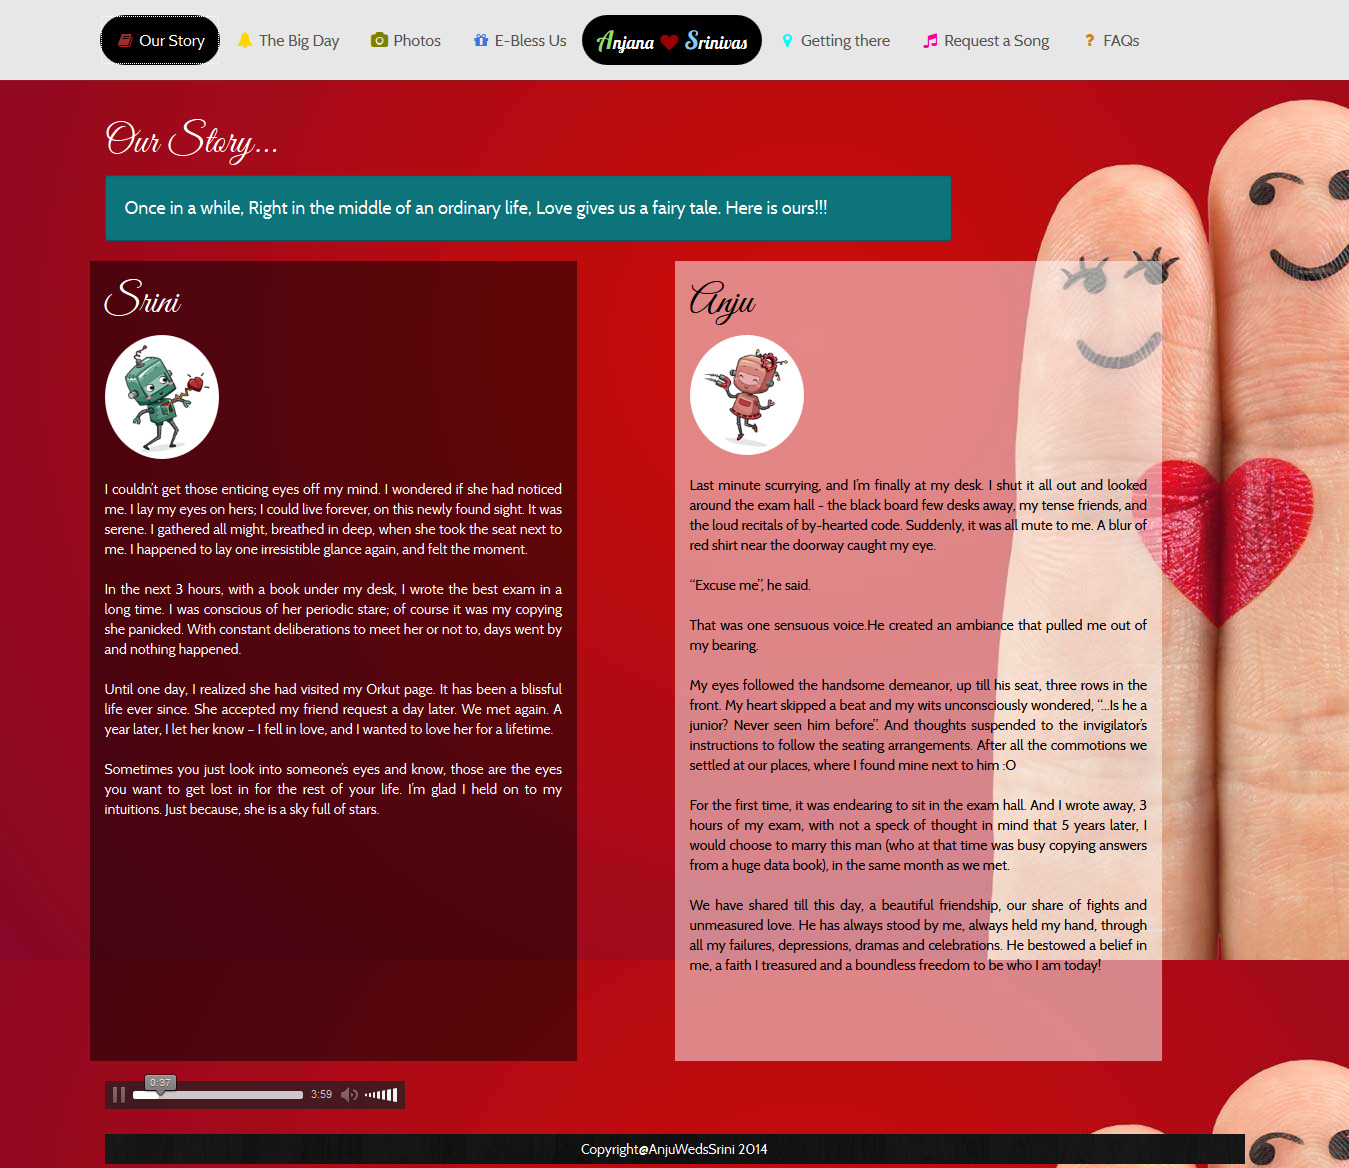 Our Story
The Big Day
Photos
E-Bless Us
Anjana Srinivas
Getting there
Request a Song
FAQs
Our Story...
Once in a while, Right in the middle of an ordinary life, Love gives us a fairy tale. Here is ours!!!
Srini
I couldn't get those enticing eyes off my mind. I wondered if she had noticed
me. I lay my eyes on hers; I could live forever, on this newly found sight. It was
serene. I gathered all might, breathed in deep, when she took the seat next to
me. I happened to lay one irresistible glance again, and felt the moment.
In the next 3 hours, with a book under my desk, I wrote the best exam in a
long time. I was conscious of her periodic stare; of course it was my copying
she panicked. With constant deliberations to meet her or not to, days went by
and nothing happened.
Until one day, I realized she had visited my Orkut page. It has been a blissful
life ever since. She accepted my friend request a day later. We met again. A
year later, I let her know – I fell in love, and I wanted to love her for a lifetime.
Sometimes you just look into someone's eyes and know, those are the eyes
you want to get lost in for the rest of your life. I'm glad I held on to my
intuitions. Just because, she is a sky full of stars.
Anju
Last minute scurrying, and I'm finally at my desk. I shut it all out and looked
around the exam hall - the black board few desks away, my tense friends, and
the loud recitals of by-hearted code. Suddenly, it was all mute to me. A blur of
red shirt near the doorway caught my eye.
“Excuse me”, he said.
That was one sensuous voice.He created an ambiance that pulled me out of
my bearing.
My eyes followed the handsome demeanor, up till his seat, three rows in the
front. My heart skipped a beat and my wits unconsciously wondered, “...Is he a
junior? Never seen him before”. And thoughts suspended to the invigilator's
instructions to follow the seating arrangements. After all the commotions we
settled at our places, where I found mine next to him :O
For the first time, it was endearing to sit in the exam hall. And I wrote away, 3
hours of my exam, with not a speck of thought in mind that 5 years later, I
would choose to marry this man (who at that time was busy copying answers
from a huge data book), in the same month as we met.
We have shared till this day, a beautiful friendship, our share of fights and
unmeasured love. He has always stood by me, always held my hand, through
all my failures, depressions, dramas and celebrations. He bestowed a belief in
me, a faith I treasured and a boundless freedom to be who I am today!
0:37
3:59
Copyright@AnjuWedsSrini 2014